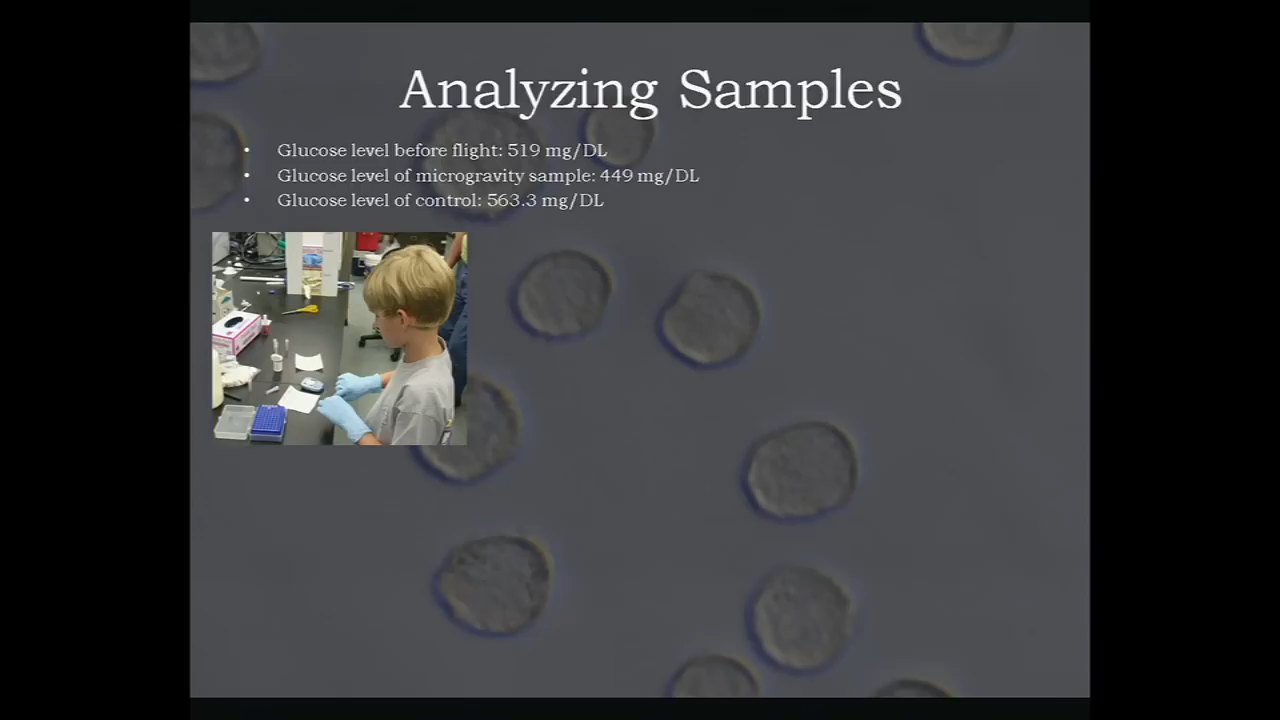 Analyzing Samples
• Glucose level before flight: 519 mg/DL
• Glucose level of microgravity sample: 449 mg/DL
• Glucose level of control: 563.3 mg/DL